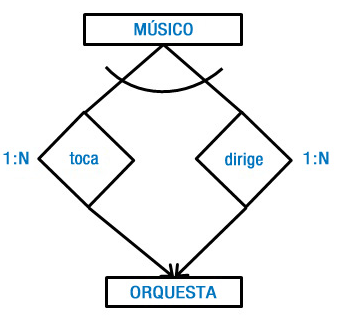 MÚSICO
1:N
toca
dirige
1:N
ORQUESTA